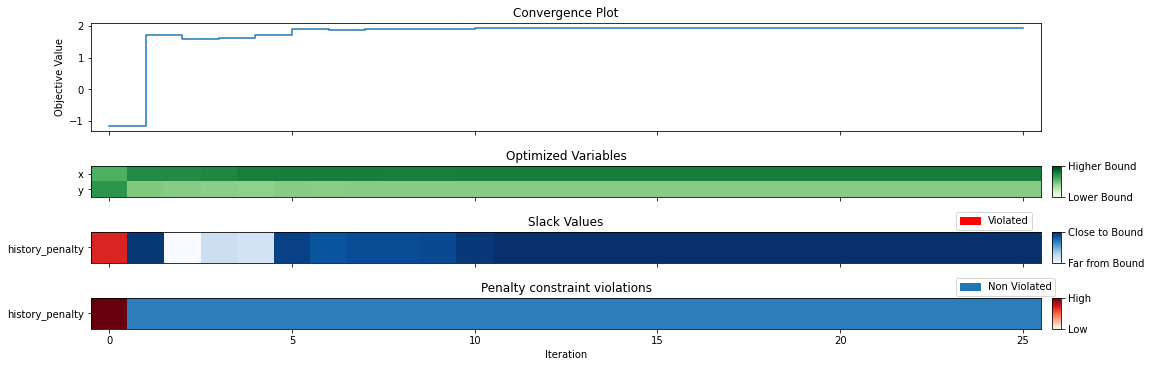 Convergence Plot
Objective Value
2
1
0
−1
Optimized Variables
x
y
Higher Bound
Lower Bound
Slack Values
Violated
history_penalty
Close to Bound
Far from Bound
Penalty constraint violations
Non Violated
history_penalty
High
Low
0
5
10
15
20
25
Iteration